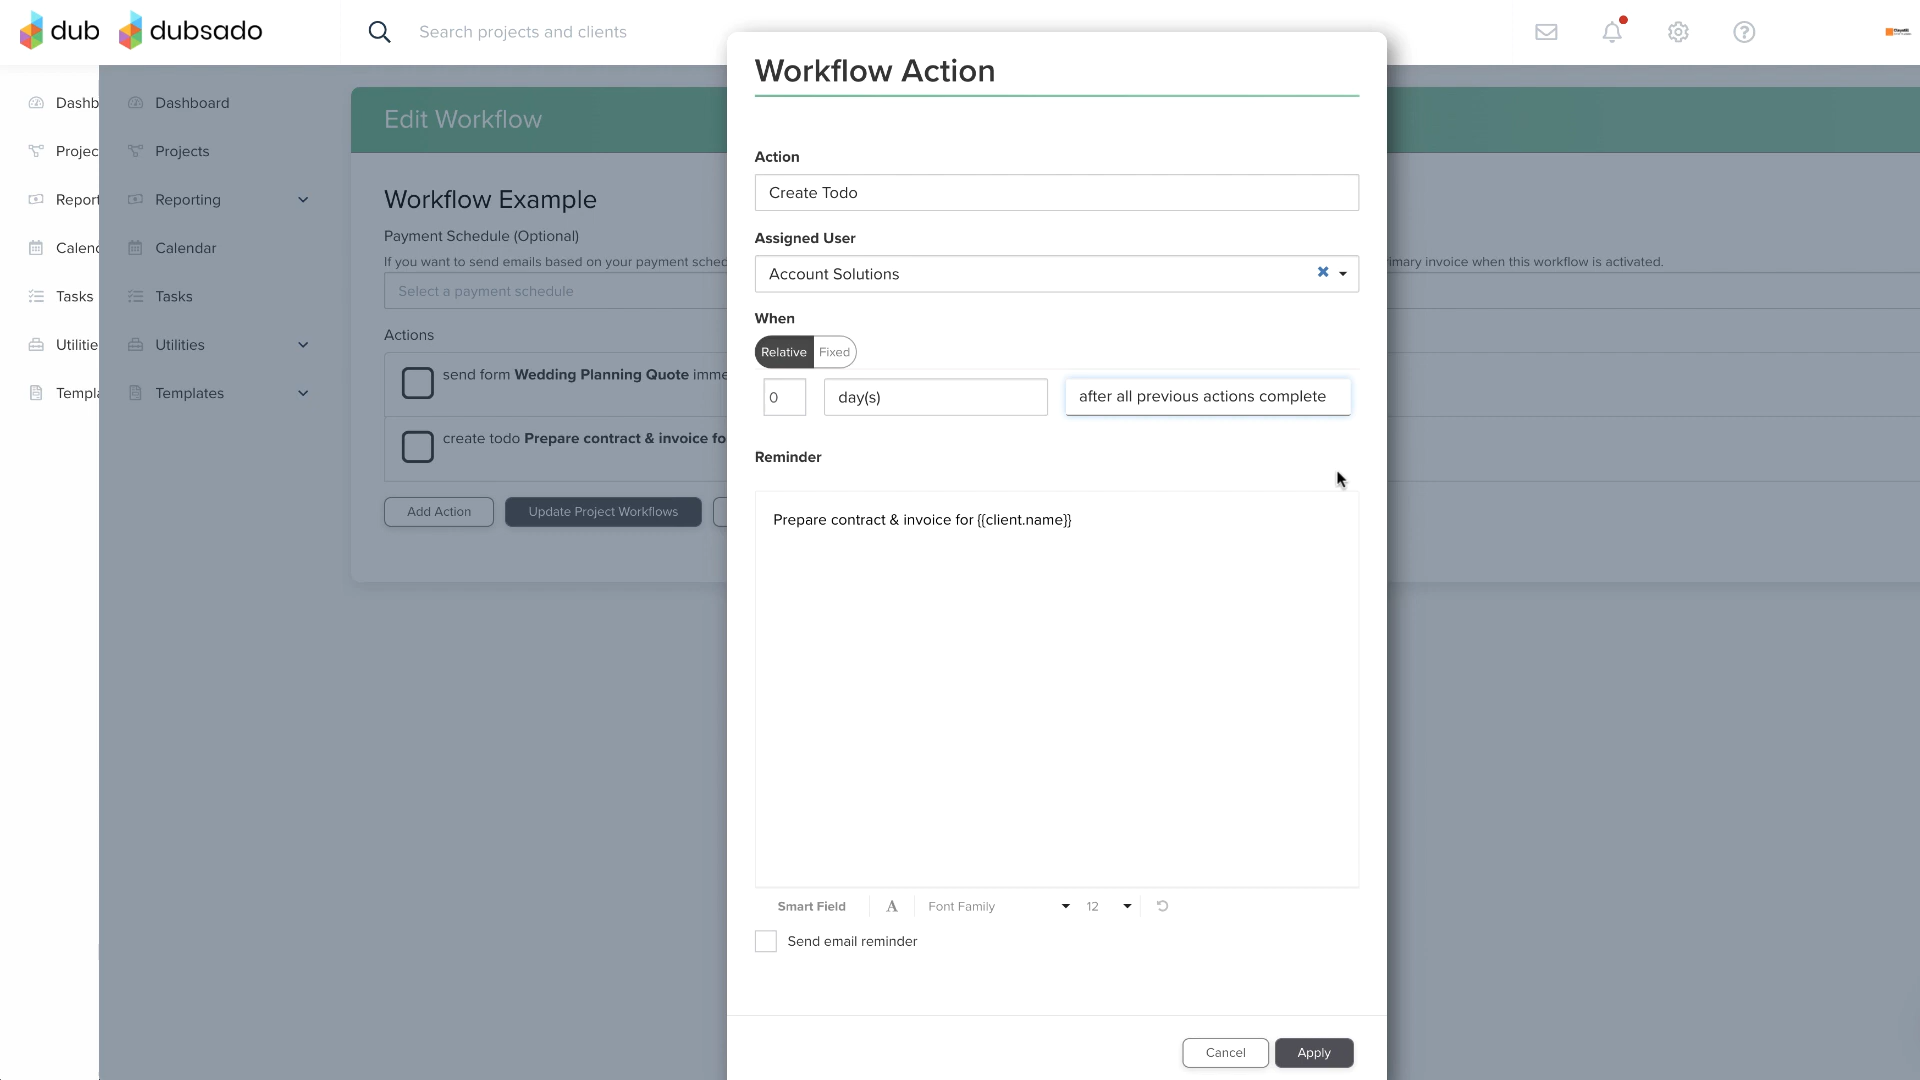 dub
dubsado
Search projects and clients
Workflow Action
Dashb
Projec
Report
Calenc
Tasks
Utilitie
Templa
Dashboard
Projects
Reporting
Calendar
Tasks
Utilities
Templates
Edit Workflow
Workflow Example
Payment Schedule (Optional)
If you want to send emails based on your payment sched
imary invoice when this workflow is activated.
Select a payment schedule
Actions
send form Wedding Planning Quote imme
create todo Prepare contract & invoice fo
Add Action
Update Project Workflows
Action
Create Todo
Assigned User
Account Solutions
When
Relative
Fixed
0
day(s)
after all previous actions complete
Reminder
Prepare contract & invoice for {{client.name}}
Smart Field
A
Font Family
12
Send email reminder
Cancel
Apply